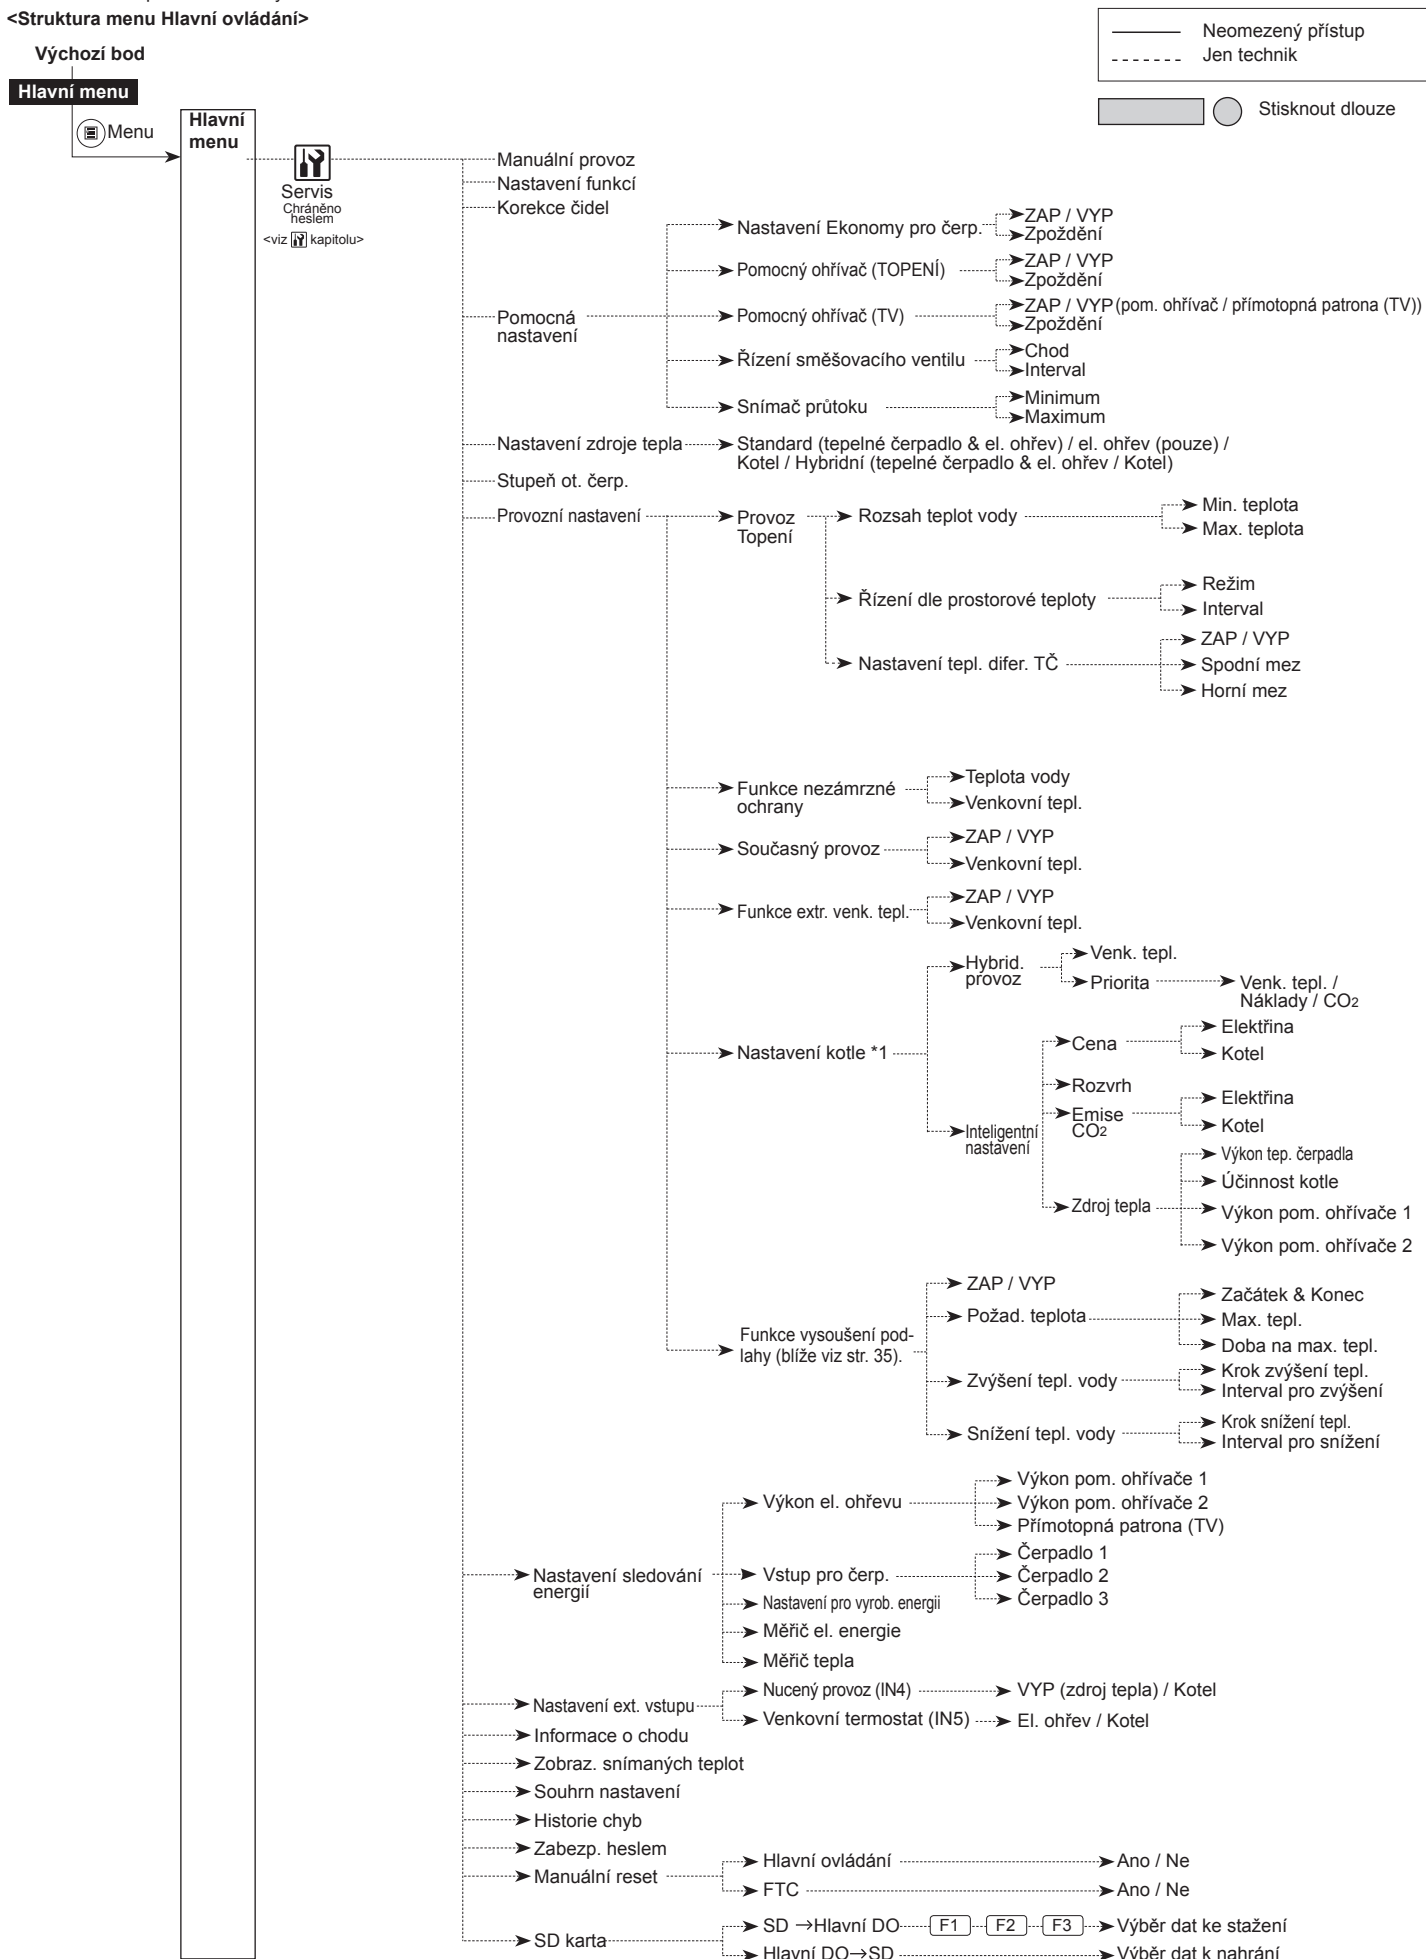 <Struktura menu Hlavní ovládání>
Neomezený přístup
Jen technik
Stisknout dlouze
Výchozí bod
Hlavní menu
Menu
Hlavní
menu
Servis
Chráněno
heslem
<viz kapitolu>
Manuální provoz
Nastavení funkcí
Korekce čidel
Pomocná
nastavení
Nastavení Ekonomy pro čerp.
ZAP / VYP
Zpoždění
Pomocný ohřívač (TOPENÍ)
ZAP / VYP
Zpoždění
Pomocný ohřívač (TV)
ZAP / VYP (pom. ohřívač / přímotopná patrona (TV))
Zpoždění
Řízení směšovacího ventilu
Chod
Interval
Snímač průtoku
Minimum
Maximum
Nastavení zdroje tepla
Standard (tepelné čerpadlo & el. ohřev) / el. ohřev (pouze) /
Kotel / Hybridní (tepelné čerpadlo & el. ohřev / Kotel)
Stupeň ot. čerp.
Provozní nastavení
Provoz
Topení
Rozsah teplot vody
Min. teplota
Max. teplota
Řízení dle prostorové teploty
Režim
Interval
Nastavení tepl. difer. TČ
ZAP / VYP
Spodní mez
Horní mez
Funkce nezámrzné
ochrany
Teplota vody
Venkovní tepl.
Současný provoz
ZAP / VYP
Venkovní tepl.
Funkce extr. venk. tepl.
ZAP / VYP
Venkovní tepl.
Nastavení kotle *1
Hybrid.
provoz
Venk. tepl.
Priorita
Venk. tepl. /
Náklady / CO2
Inteligentní
nastavení
Cena
Elektřina
Kotel
Rozvrh
Emise
CO2
Elektřina
Kotel
Zdroj tepla
Výkon tep. čerpadla
Účinnost kotle
Výkon pom. ohřívače 1
Výkon pom. ohřívače 2
Funkce vysoušení pod-
lahy (blíže viz str. 35).
ZAP / VYP
Požad. teplota
Začátek & Konec
Max. tepl.
Doba na max. tepl.
Zvýšení tepl. vody
Krok zvýšení tepl.
Interval pro zvýšení
Snížení tepl. vody
Krok snížení tepl.
Interval pro snížení
Nastavení sledování
energií
Výkon el. ohřevu
Výkon pom. ohřívače 1
Výkon pom. ohřívače 2
Přímotopná patrona (TV)
Vstup pro čerp.
Čerpadlo 1
Čerpadlo 2
Čerpadlo 3
Nastavení pro vyrob. energii
Měřič el. energie
Měřič tepla
Nastavení ext. vstupu
Nucený provoz (IN4)
VYP (zdroj tepla) / Kotel
Venkovní termostat (IN5)
El. ohřev / Kotel
Informace o chodu
Zobraz. snímaných teplot
Souhrn nastavení
Historie chyb
Zabezp. heslem
Manuální reset
Hlavní ovládání
Ano / Ne
FTC
Ano / Ne
SD karta
SD →Hlavní DO
F1
F2
F3
Výběr dat ke stažení
Hlavní DO→SD
Výběr dat k nahrání